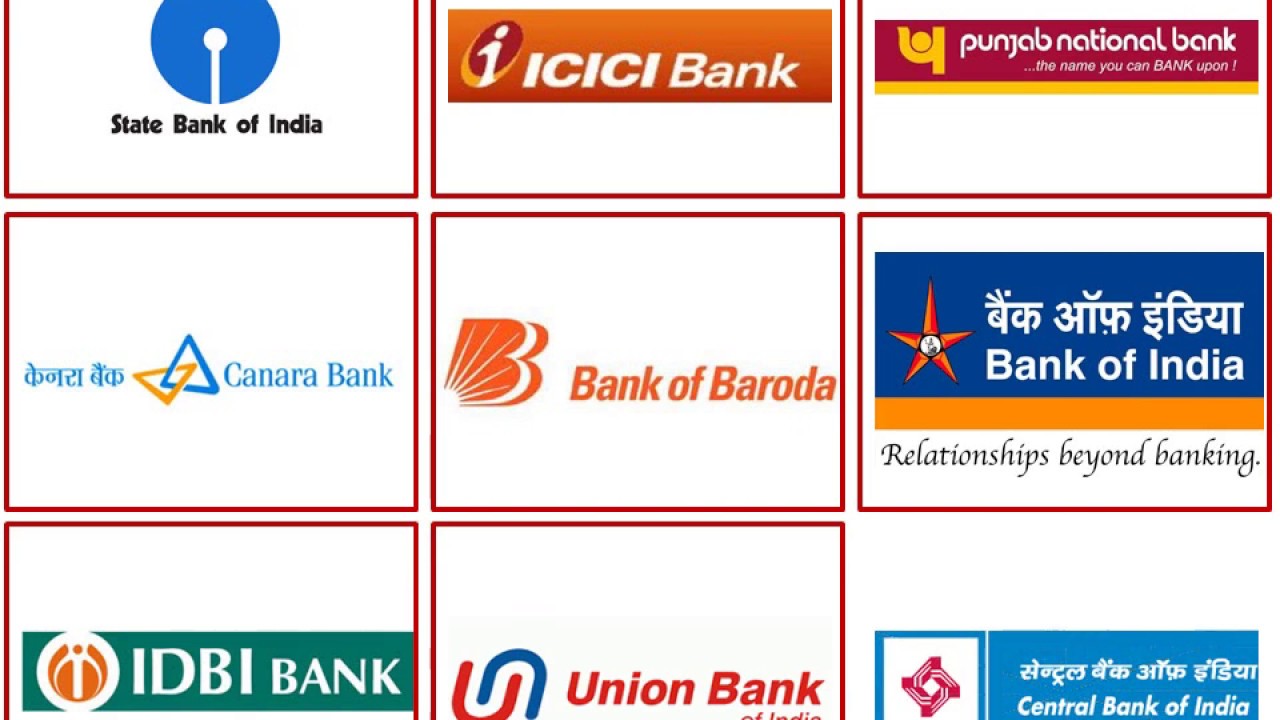 State Bank of India
ICICI Bank
punjab national bank
...the name you can BANK upon !
केनरा बैंक Canara Bank
Bank of Baroda
बैंक ऑफ़ इंडिया
Bank of India
Relationships beyond banking.
IDBI BANK
Union Bank
of India
सेन्ट्रल बैंक ऑफ़ इंडिया
Central Bank of India